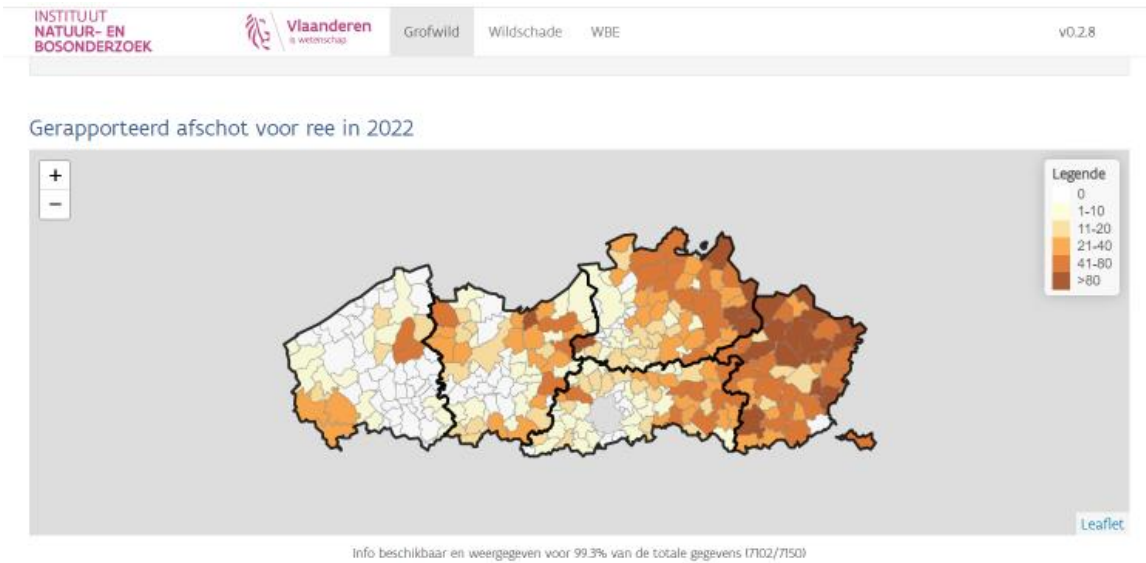 INSTITUUT
NATUUR- EN
BOSONDERZOEK
Vlaanderen
is wetenschap
Grofwild Wildschade WBE
v0.2.8
Gerapporteerd afschot voor ree in 2022
+
−
Legende
0
1-10
11-20
21-40
41-80
>80
Leaflet
Info beschikbaar en weergegeven voor 99.3% van de totale gegevens (7102/7150)